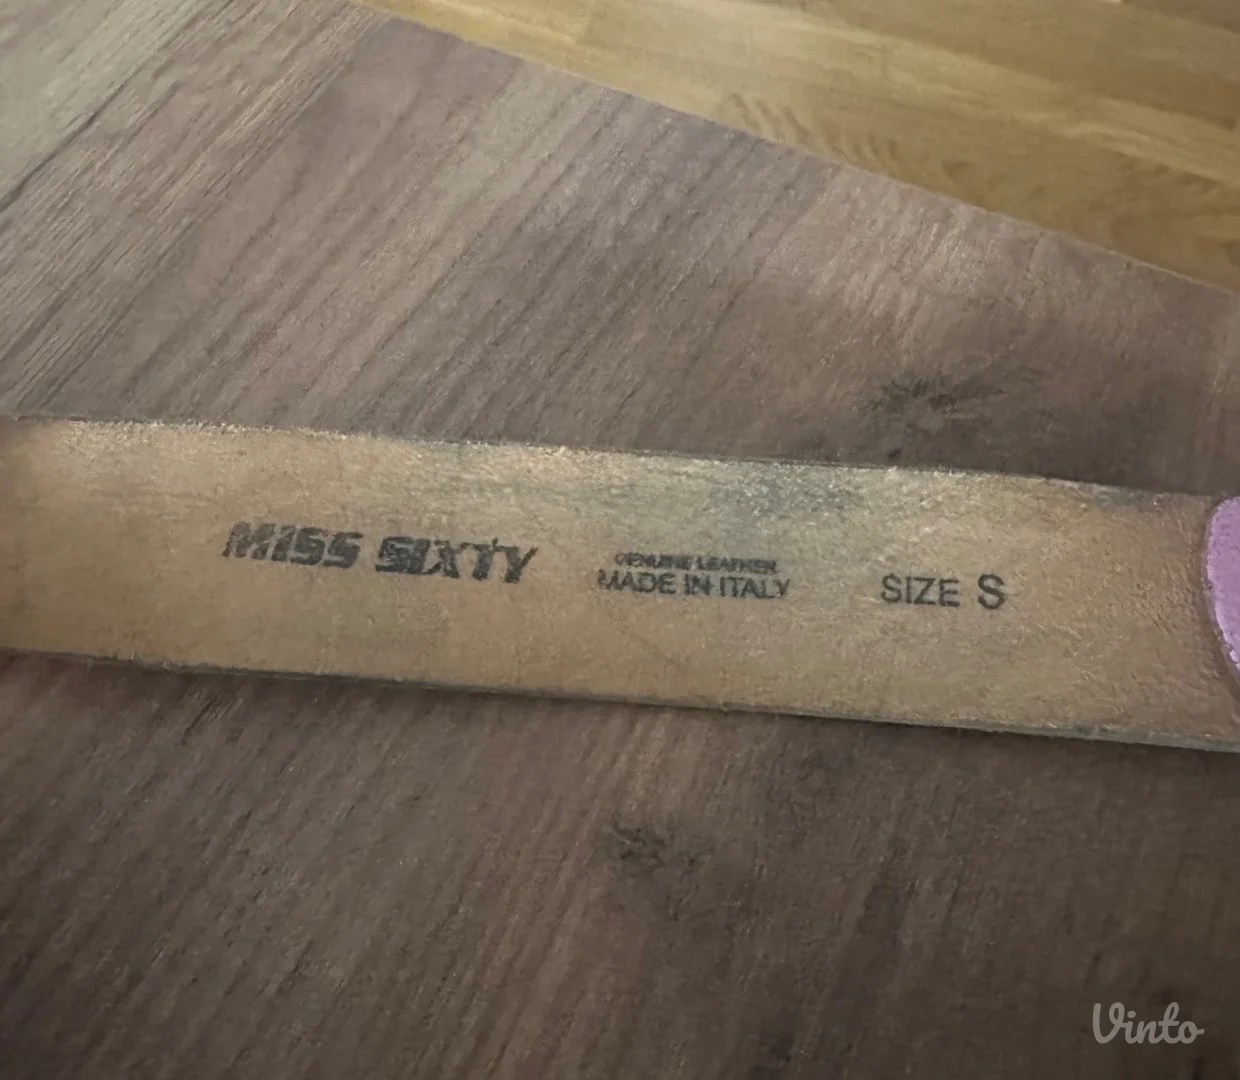 MISS SIXTY
GENUINE LEATHER
MADE IN ITALY
SIZE S
Vinto